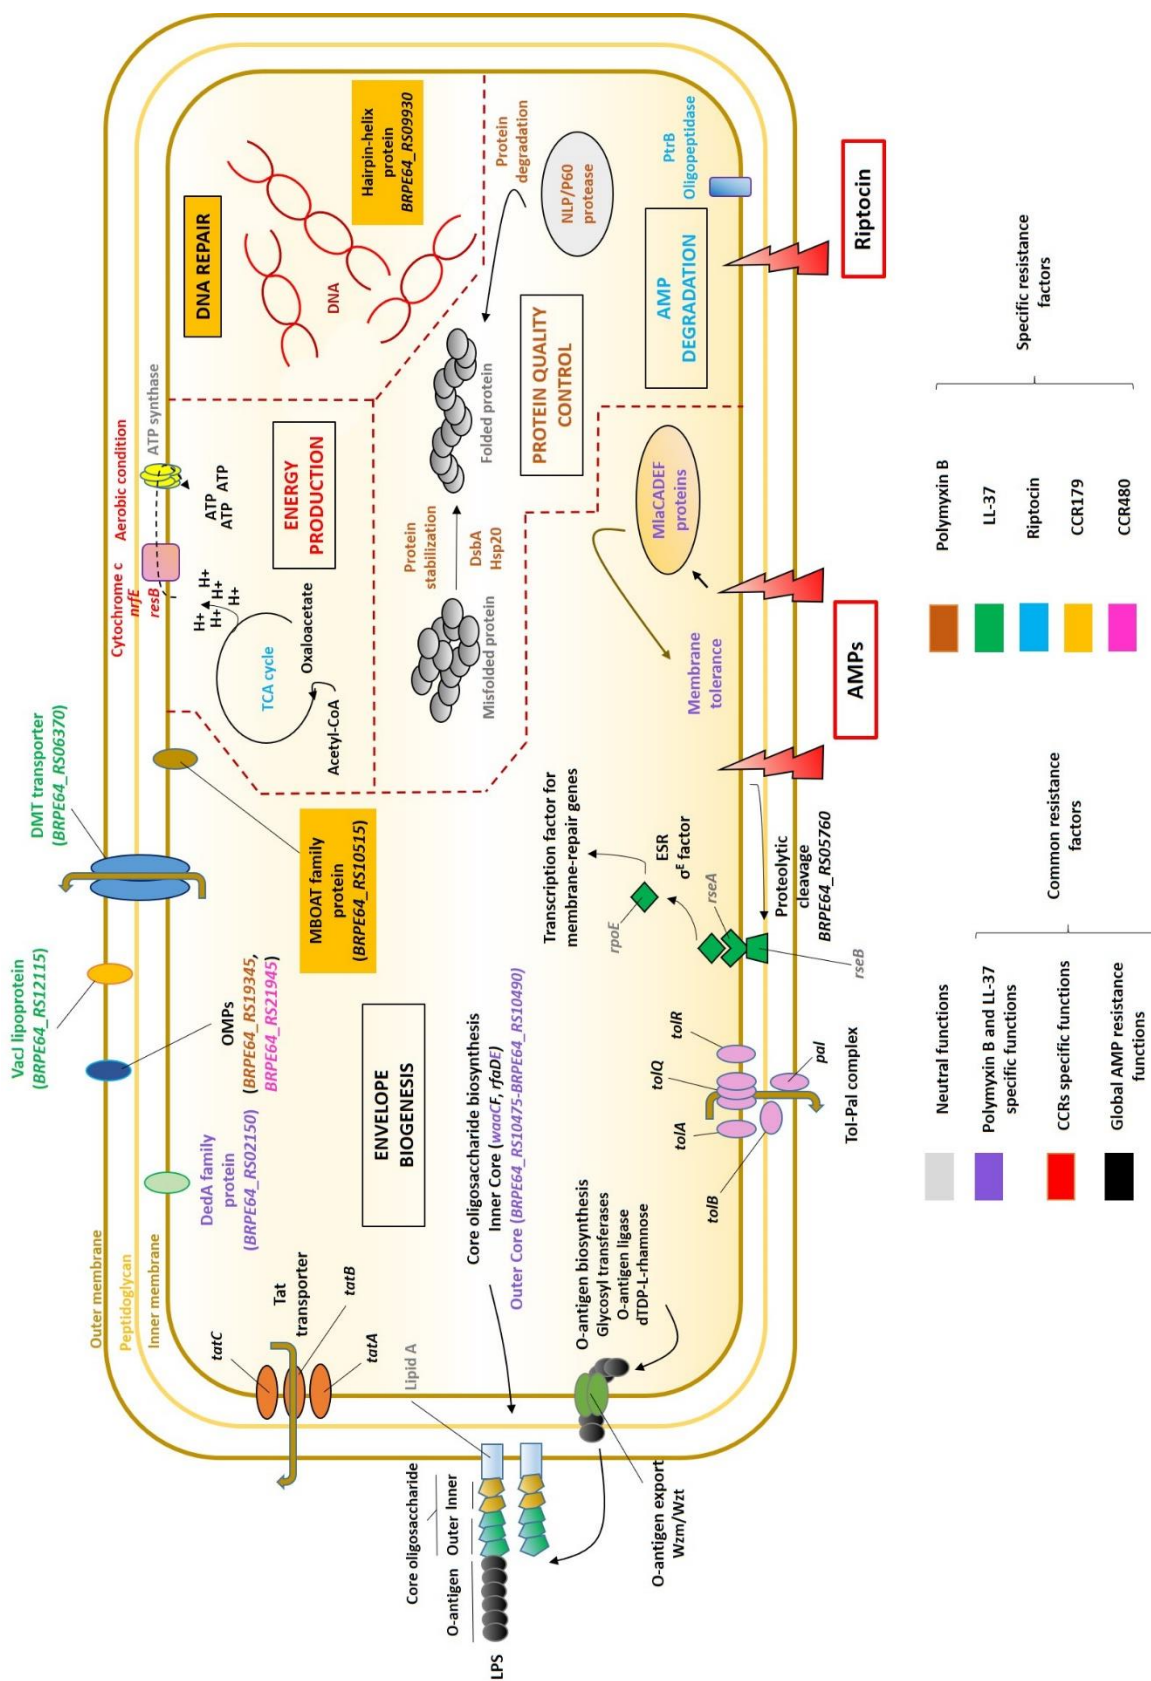 VacJ lipoprotein
(BRPE64_RS12115)
DMT transporter
(BRPE64_RS06370)
Cytochrome c
nrfE
resB
Aerobic condition
ATP synthase
Outer membrane
Peptidoglycan
Inner membrane
DedA family
protein
(BRPE64_RS02150)
OMPs
(BRPE64_RS19345,
BRPE64_RS21945)
MBOAT family
protein
(BRPE64_RS10515)
H+
H+
H+
H+
H+
ATP
ATP
ATP
TCA cycle
Oxaloacetate
Acetyl-CoA
ENERGY
PRODUCTION
DNA REPAIR
DNA
Hairpin-helix
protein
BRPE64_RS09930
tatC
Tat
transporter
tatB
tatA
ENVELOPE
BIOGENESIS
Lipid A
Core oligosaccharide
Outer
Inner
O-antigen
LPS
Core oligosaccharide biosynthesis
Inner Core (waaCF, rfaDE)
Outer Core (BRPE64_RS10475-BRPE64_RS10490)
Misfolded protein
Protein
stabilization
DsbA
Hsp20
Folded protein
Protein
degradation
NLP/P60
protease
PROTEIN QUALITY
CONTROL
O-antigen biosynthesis
Glycosyl transferases
O-antigen ligase
dTDP-L-rhamnose
O-antigen export
Wzm/Wzt
Transcription factor for
membrane-repair genes
rpoE
ESR
σE factor
rseA
rseB
Proteolytic
cleavage
BRPE64_RS05760
Membrane
tolerance
MlaCADEF
proteins
AMP
DEGRADATION
PtrB
Oligopeptidase
tolB
tolA
tolQ
tolR
pal
Tol-Pal complex
AMPs
Riptocin
Neutral functions
Polymyxin B and LL-37
specific functions
CCRs specific functions
Global AMP resistance
functions
Common resistance
factors
Polymyxin B
LL-37
Riptocin
CCR179
CCR480
Specific resistance
factors